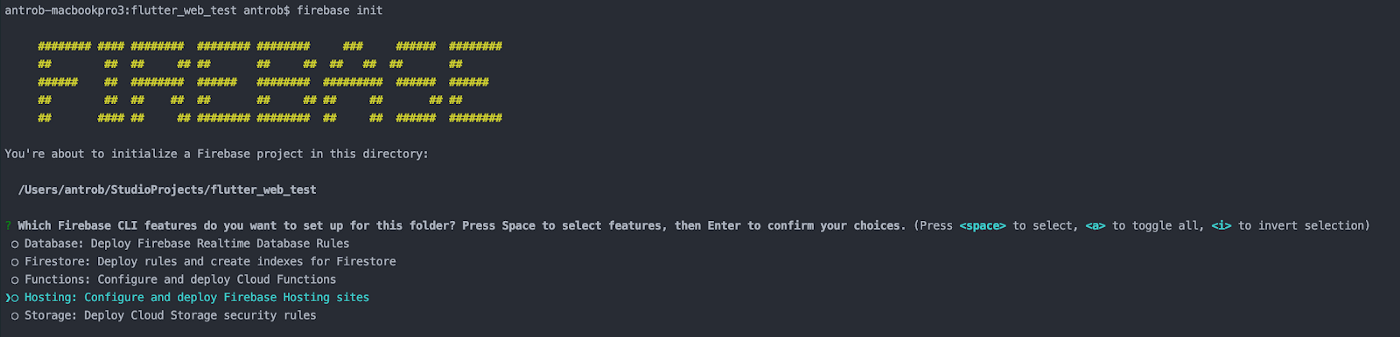 antrob-macbookpro3:flutter_web_test antrob$ firebase init
FIREBASE
You're about to initialize a Firebase project in this directory:
/Users/antrob/StudioProjects/flutter_web_test
? Which Firebase CLI features do you want to set up for this folder? Press Space to select features, then Enter to confirm your choices. (Press <space> to select, <a> to toggle all, <i> to invert selection)
○ Database: Deploy Firebase Realtime Database Rules
○ Firestore: Deploy rules and create indexes for Firestore
○ Functions: Configure and deploy Cloud Functions
❯○ Hosting: Configure and deploy Firebase Hosting sites
○ Storage: Deploy Cloud Storage security rules